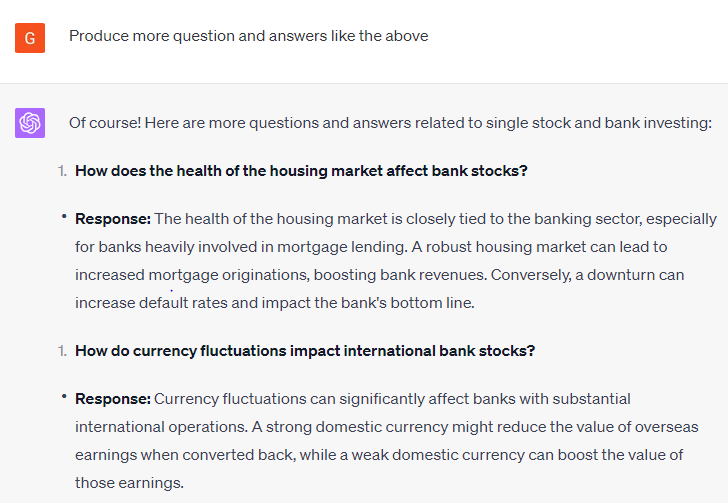 G
Produce more question and answers like the above
Of course! Here are more questions and answers related to single stock and bank investing:
1. How does the health of the housing market affect bank stocks?
• Response: The health of the housing market is closely tied to the banking sector, especially
for banks heavily involved in mortgage lending. A robust housing market can lead to
increased mortgage originations, boosting bank revenues. Conversely, a downturn can
increase default rates and impact the bank's bottom line.
1. How do currency fluctuations impact international bank stocks?
• Response: Currency fluctuations can significantly affect banks with substantial
international operations. A strong domestic currency might reduce the value of overseas
earnings when converted back, while a weak domestic currency can boost the value of
those earnings.